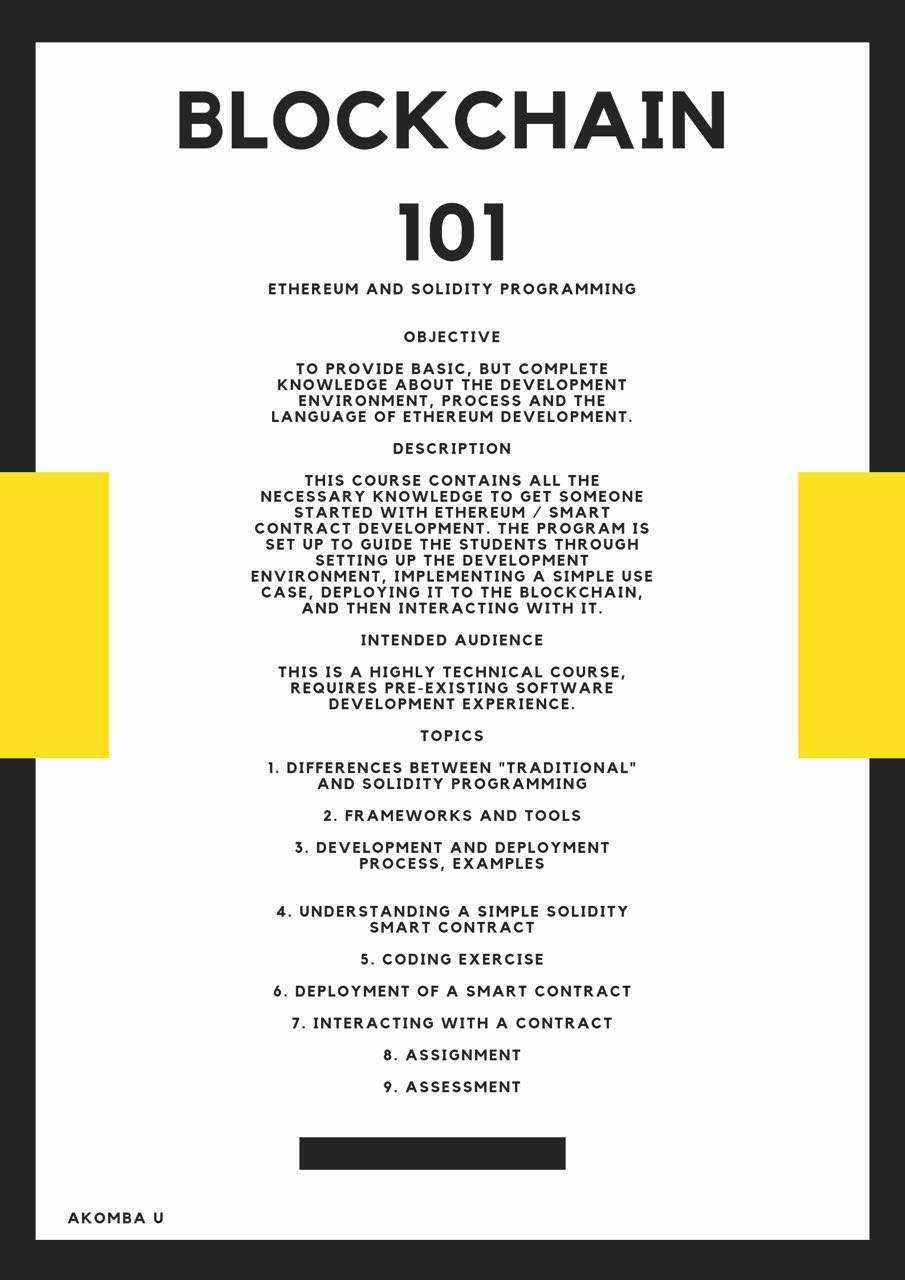 BLOCKCHAIN
101
ETHEREUM AND SOLIDITY PROGRAMMING
OBJECTIVE
TO PROVIDE BASIC, BUT COMPLETE
KNOWLEDGE ABOUT THE DEVELOPMENT
ENVIRONMENT, PROCESS AND THE
LANGUAGE OF ETHEREUM DEVELOPMENT.
DESCRIPTION
THIS COURSE CONTAINS ALL THE
NECESSARY KNOWLEDGE TO GET SOMEONE
STARTED WITH ETHEREUM / SMART
CONTRACT DEVELOPMENT. THE PROGRAM IS
SET UP TO GUIDE THE STUDENTS THROUGH
SETTING UP THE DEVELOPMENT
ENVIRONMENT, IMPLEMENTING A SIMPLE USE
CASE, DEPLOYING IT TO THE BLOCKCHAIN,
AND THEN INTERACTING WITH IT.
INTENDED AUDIENCE
THIS IS A HIGHLY TECHNICAL COURSE,
REQUIRES PRE-EXISTING SOFTWARE
DEVELOPMENT EXPERIENCE.
TOPICS
1. DIFFERENCES BETWEEN "TRADITIONAL"
AND SOLIDITY PROGRAMMING
2. FRAMEWORKS AND TOOLS
3. DEVELOPMENT AND DEPLOYMENT
PROCESS, EXAMPLES
4. UNDERSTANDING A SIMPLE SOLIDITY
SMART CONTRACT
5. CODING EXERCISE
6. DEPLOYMENT OF A SMART CONTRACT
7. INTERACTING WITH A CONTRACT
8. ASSIGNMENT
9. ASSESSMENT
AKOMBA U